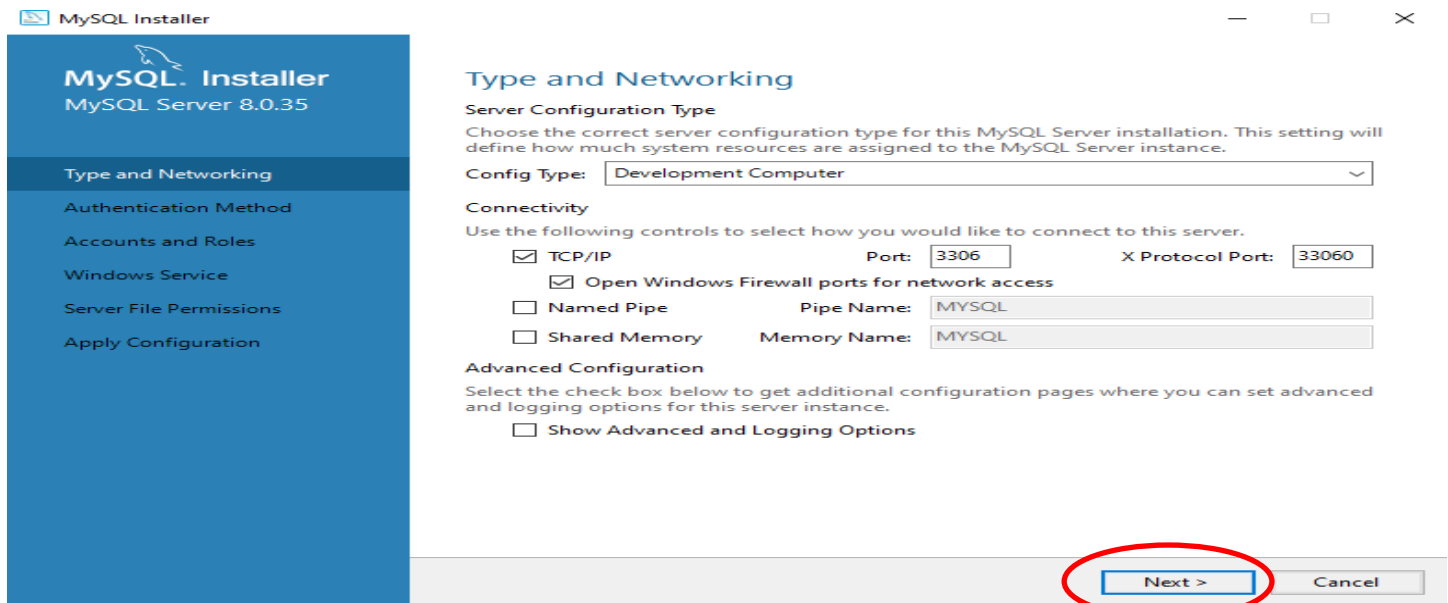 MySQL Installer
MySQL. Installer
MySQL Server 8.0.35
Type and Networking
Authentication Method
Accounts and Roles
Windows Service
Server File Permissions
Apply Configuration
Type and Networking
Server Configuration Type
Choose the correct server configuration type for this MySQL Server installation. This setting will
define how much system resources are assigned to the MySQL Server instance.
Config Type: Development Computer
Connectivity
Use the following controls to select how you would like to connect to this server.
TCP/IP Port: 3306 X Protocol Port: 33060
Open Windows Firewall ports for network access
Named Pipe Pipe Name: MYSQL
Shared Memory Memory Name: MYSQL
Advanced Configuration
Select the check box below to get additional configuration pages where you can set advanced
and logging options for this server instance.
Show Advanced and Logging Options
Next > Cancel